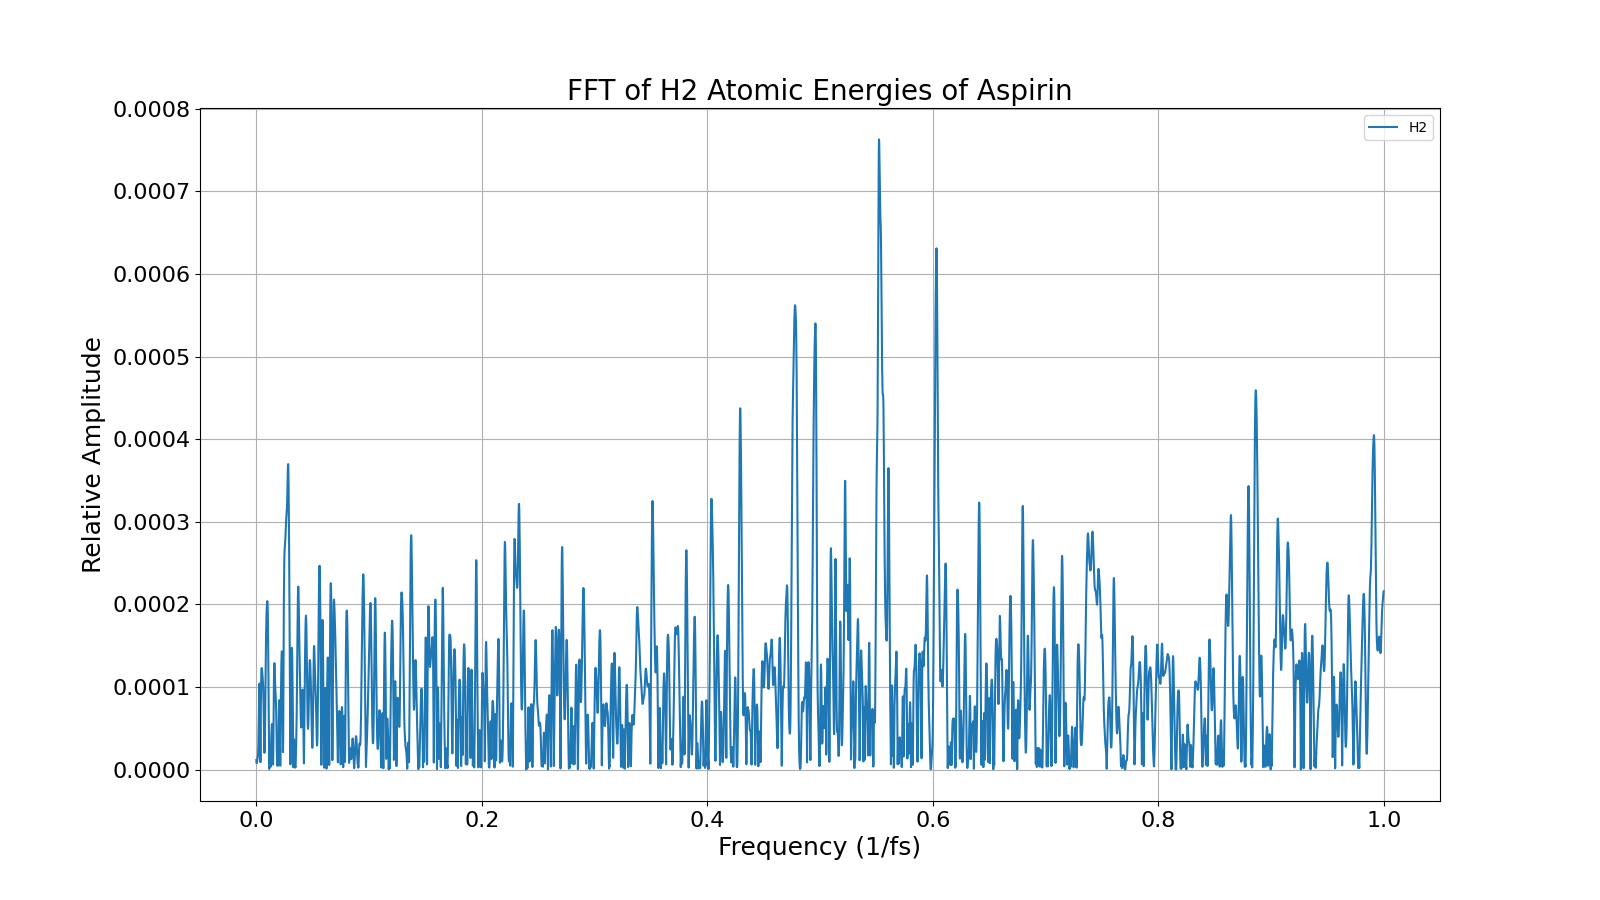 FFT of H2 Atomic Energies of Aspirin
H2
Relative Amplitude
0.0008
0.0007
0.0006
0.0005
0.0004
0.0003
0.0002
0.0001
0.0000
0.0 0.2 0.4 0.6 0.8 1.0
Frequency (1/fs)